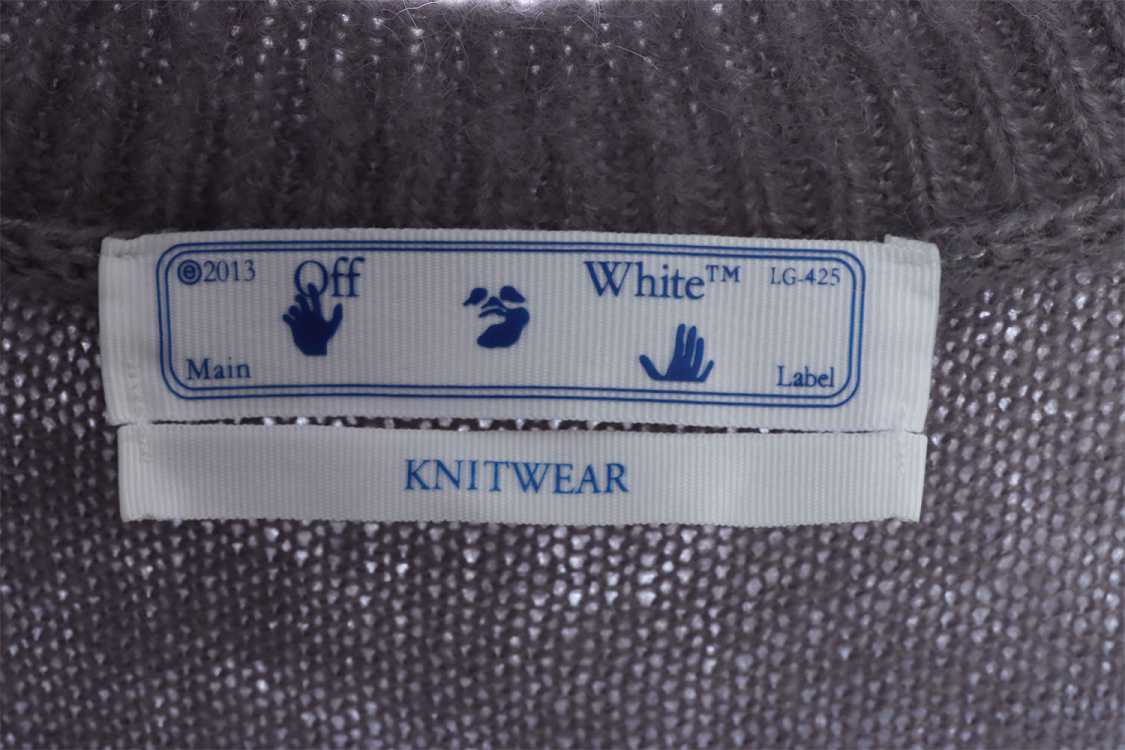 ©2013 Off White™ LG-425
Main Label
KNITWEAR